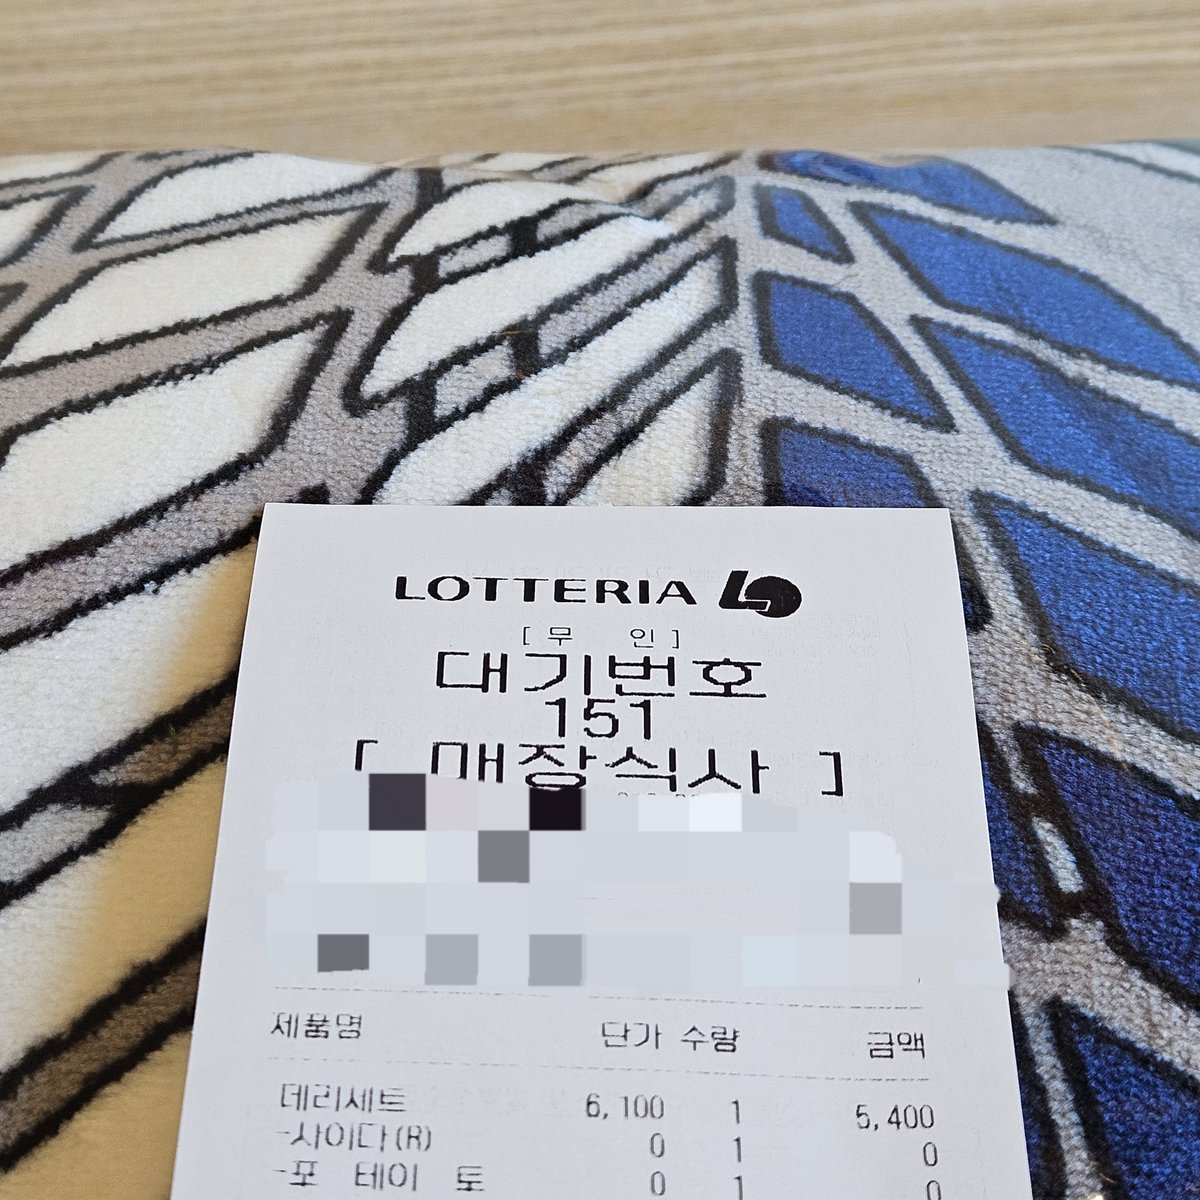 LOTTERIA
[무 인]
대기번호
151
[ 매장식사 ]
제품명 단가 수량 금액
데리세트 6,100 1 5,400
-사이다(R) 0 1 0
-포 테이 토 0 1 0